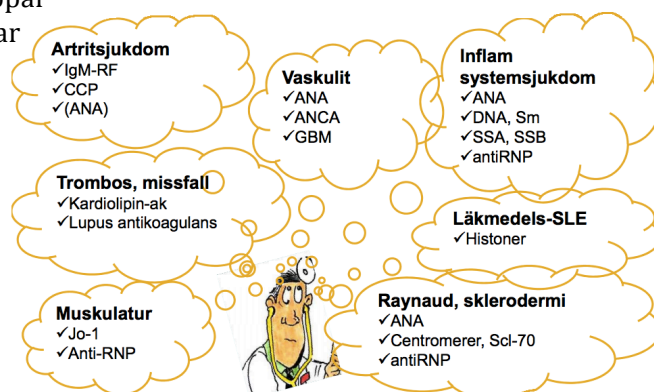 ar
Artritsjukdom
✓IgM-RF
✓CCP
✓(ANA)
Vaskulit
✓ANA
✓ANCA
✓GBM
Inflam
systemsjukdom
✓ANA
✓DNA, Sm
✓SSA, SSB
✓antiRNP
Trombos, missfall
✓Kardiolipin-ak
✓Lupus antikoagulans
Läkmedels-SLE
✓Histoner
Muskulatur
✓Jo-1
✓Anti-RNP
Raynaud, sklerodermi
✓ANA
✓Centromerer, Scl-70
✓antiRNP